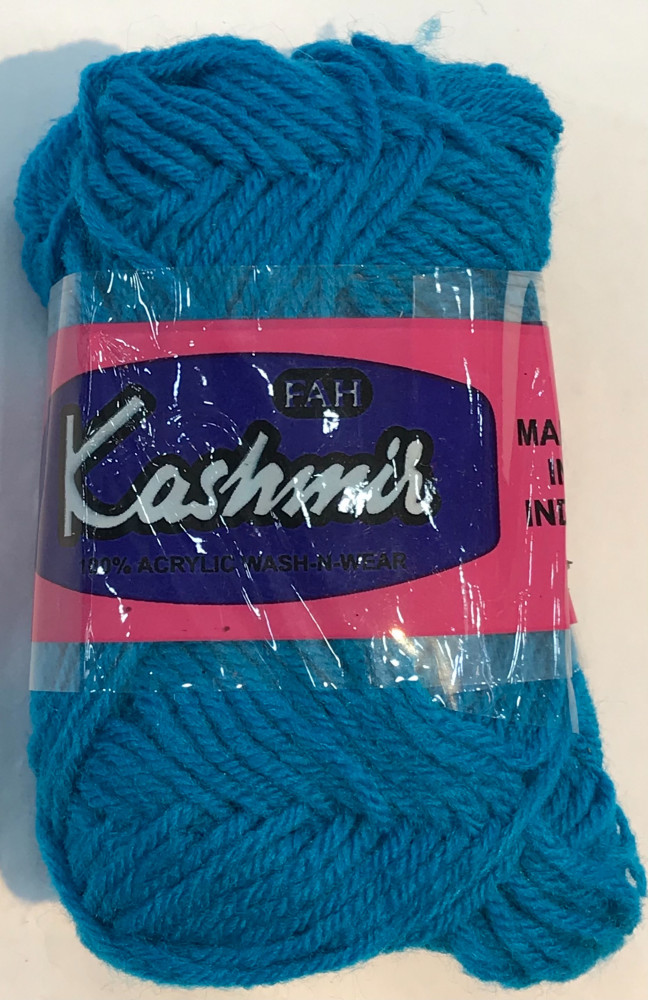 FAH
Kashmir
100% ACRYLIC WASH-N-WEAR
MA
IN
IND